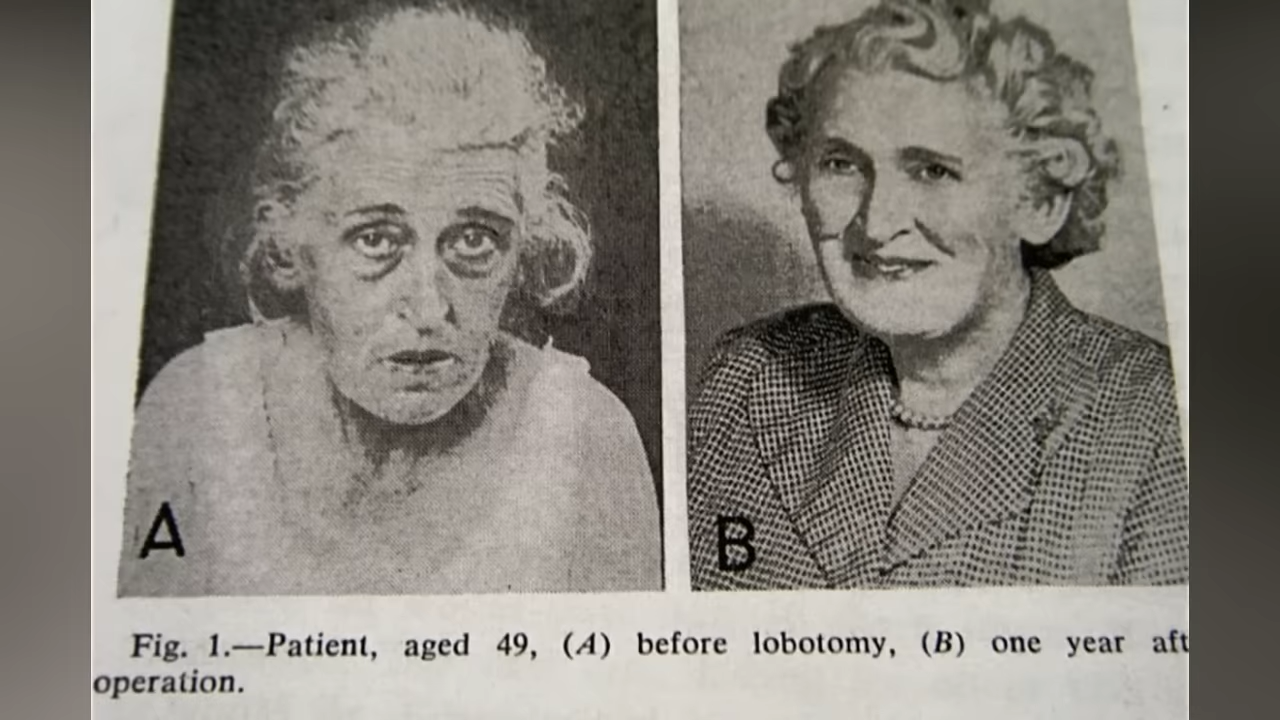 A
B
Fig. 1.—Patient, aged 49, (A) before lobotomy, (B) one year aft
operation.